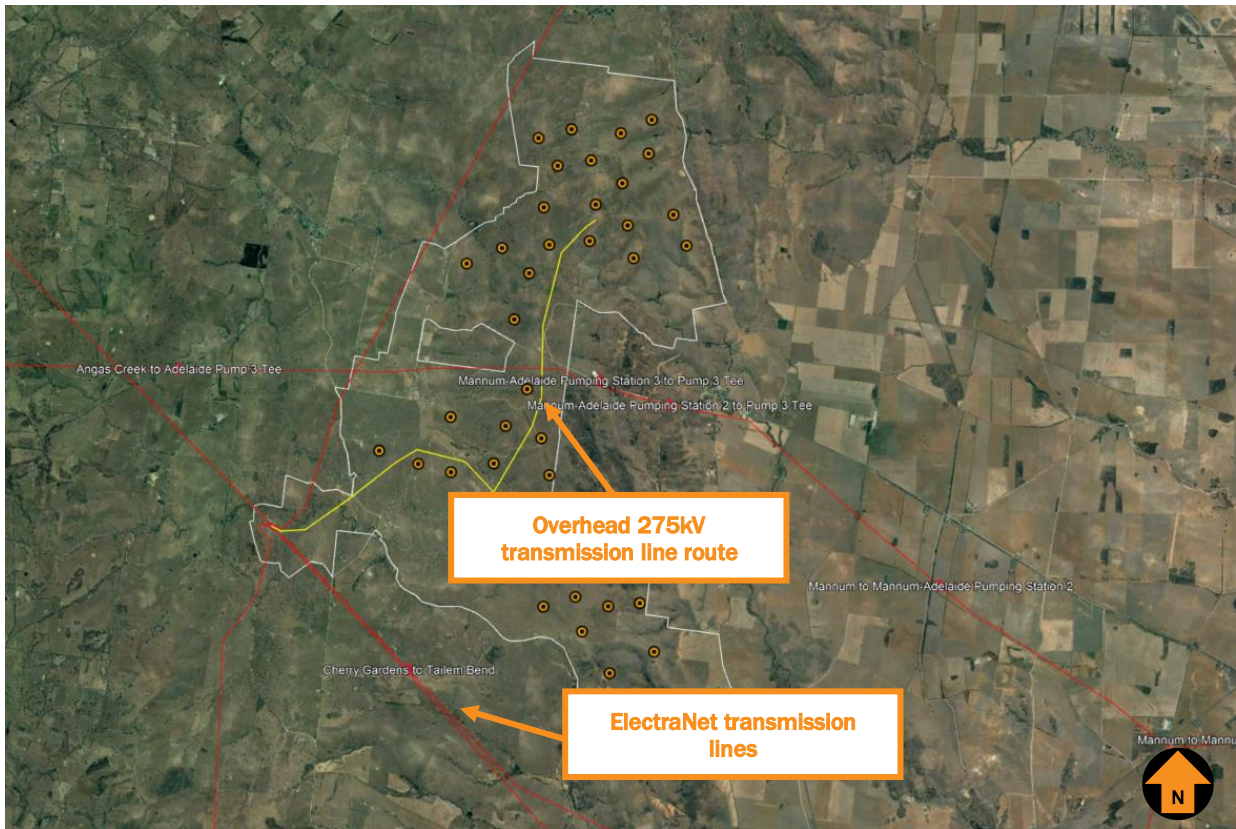 Angas Creek to Adelaide Pump 3 Tee
Mannum-Adelaide Pumping Station 3 to Pump 3 Tee
Mannum-Adelaide Pumping Station 2 to Pump 3 Tee
Overhead 275kV
transmission line route
Mannum to Mannum-Adelaide Pumping Station 2
Cherry Gardens to Tailem Bend
ElectraNet transmission
lines
Mannum to Mannu
N